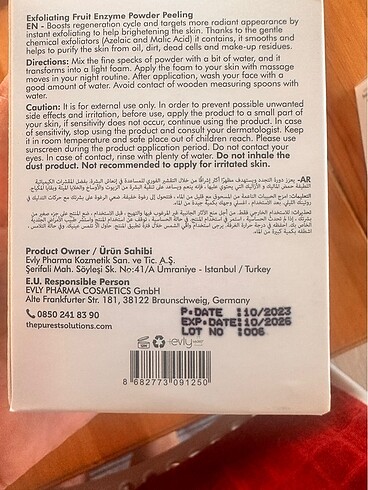 Exfoliating Fruit Enzyme Powder Peeling
EN - Boosts regeneration cycle and targets more radiant appearance by
instant exfoliating to help brightening the skin. Thanks to the gentle
chemical exfoliators (Azelaic and Malic Acid) it contains, it smooths and
helps to purify the skin from oil, dirt, dead cells and make-up residues.
Directions: Mix the fine specks of powder with a bit of water, and it
transforms into a light foam. Apply the foam to your skin with massage
moves in your night routine. After application, wash your face with a
good amount of water. Avoid contact of wooden measuring spoons with
water.
Caution: It is for external use only. In order to prevent possible unwanted
side effects and irritation, before use, apply the product to a small part of
your skin, if sensitivity does not occur, continue using the product. In case
of sensitivity, stop using the product and consult your dermatologist. Keep
in room temperature and safe place out of children reach. Please use
sunscreen during the product application period. Do not contact your
eyes. In case of contact, rinse with plenty of water. Do not inhale the
dust product. Not recommended to apply for irritated skin.
Product Owner / Ürün Sahibi
Evly Pharma Kozmetik San. ve Tic. A.Ş.
Şerifali Mah. Söyleşi Sk. No:41/A Umraniye - Istanbul / Turkey
E.U. Responsible Person
EVLY PHARMA COSMETICS GmbH
Alte Frankfurter Str. 181, 38122 Braunschweig, Germany
0850 241 83 90
thepurestsolutions.com
P.DATE :10/2023
EXP.DATE:10/2026
LOT NO :006
evly
8 682773 091250